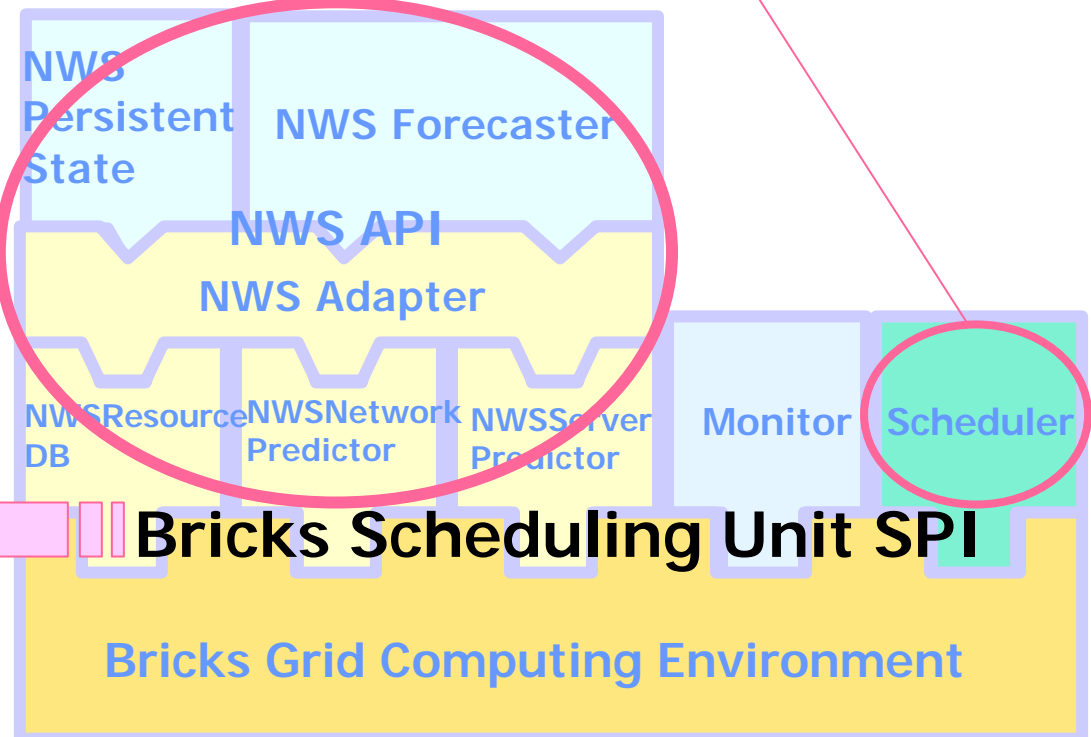 NWS
Persistent
State
NWS Forecaster
NWS API
NWS Adapter
NWSResource
DB
NWSNetwork
Predictor
NWSServer
Predictor
Monitor
Scheduler
Bricks Scheduling Unit SPI
Bricks Grid Computing Environment